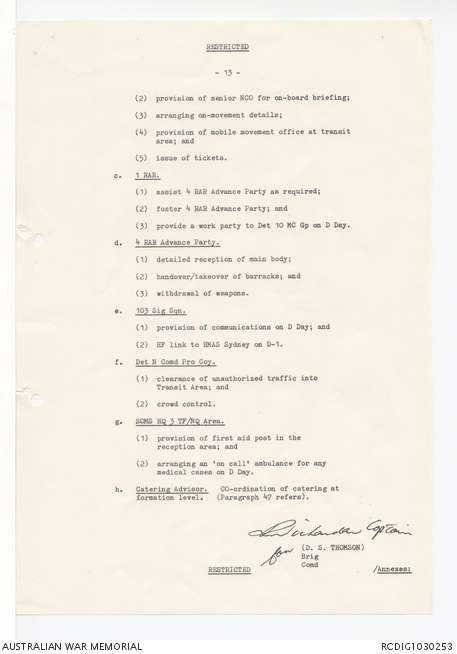 RESTRICTED
- 13 -
(2) provision of senior NCO for on-board briefing;
(3) arranging on-movement details;
(4) provision of mobile movement office at transit
area; and
(5) issue of tickets.
c. 1 RAR.
(1) assist 4 RAR Advance Party as required;
(2) foster 4 RAR Advance Party; and
(3) provide a work party to Det 10 MC Gp on D Day.
d. 4 RAR Advance Party.
(1) detailed reception of main body;
(2) handover/takeover of barracks; and
(3) withdrawal of weapons.
e. 103 Sig Sqn.
(1) provision of communications on D Day; and
(2) HF link to HMAS Sydney on D-1.
f. Det N Comd Pro Coy.
(1) clearance of unauthorized traffic into
Transit Area; and
(2) crowd control.
g. SOMS HQ 3 TF/NQ Area.
(1) provision of first aid post in the
reception area; and
(2) arranging an 'on call' ambulance for any
medical cases on D Day.
h. Catering Advisor. CO-ordination of catering at
formation level. (Paragraph 47 refers).
Captain
for (D. S. THOMSON)
Brig
Comd
RESTRICTED /Annexes:
AUSTRALIAN WAR MEMORIAL RCDIG1030253